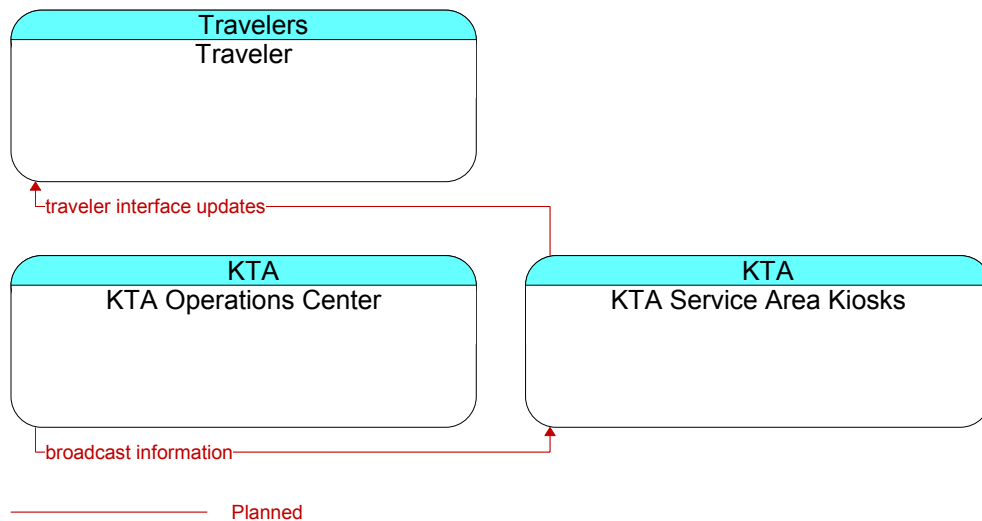 Travelers
Traveler
traveler interface updates
KTA
KTA Operations Center
KTA
KTA Service Area Kiosks
broadcast information
Planned